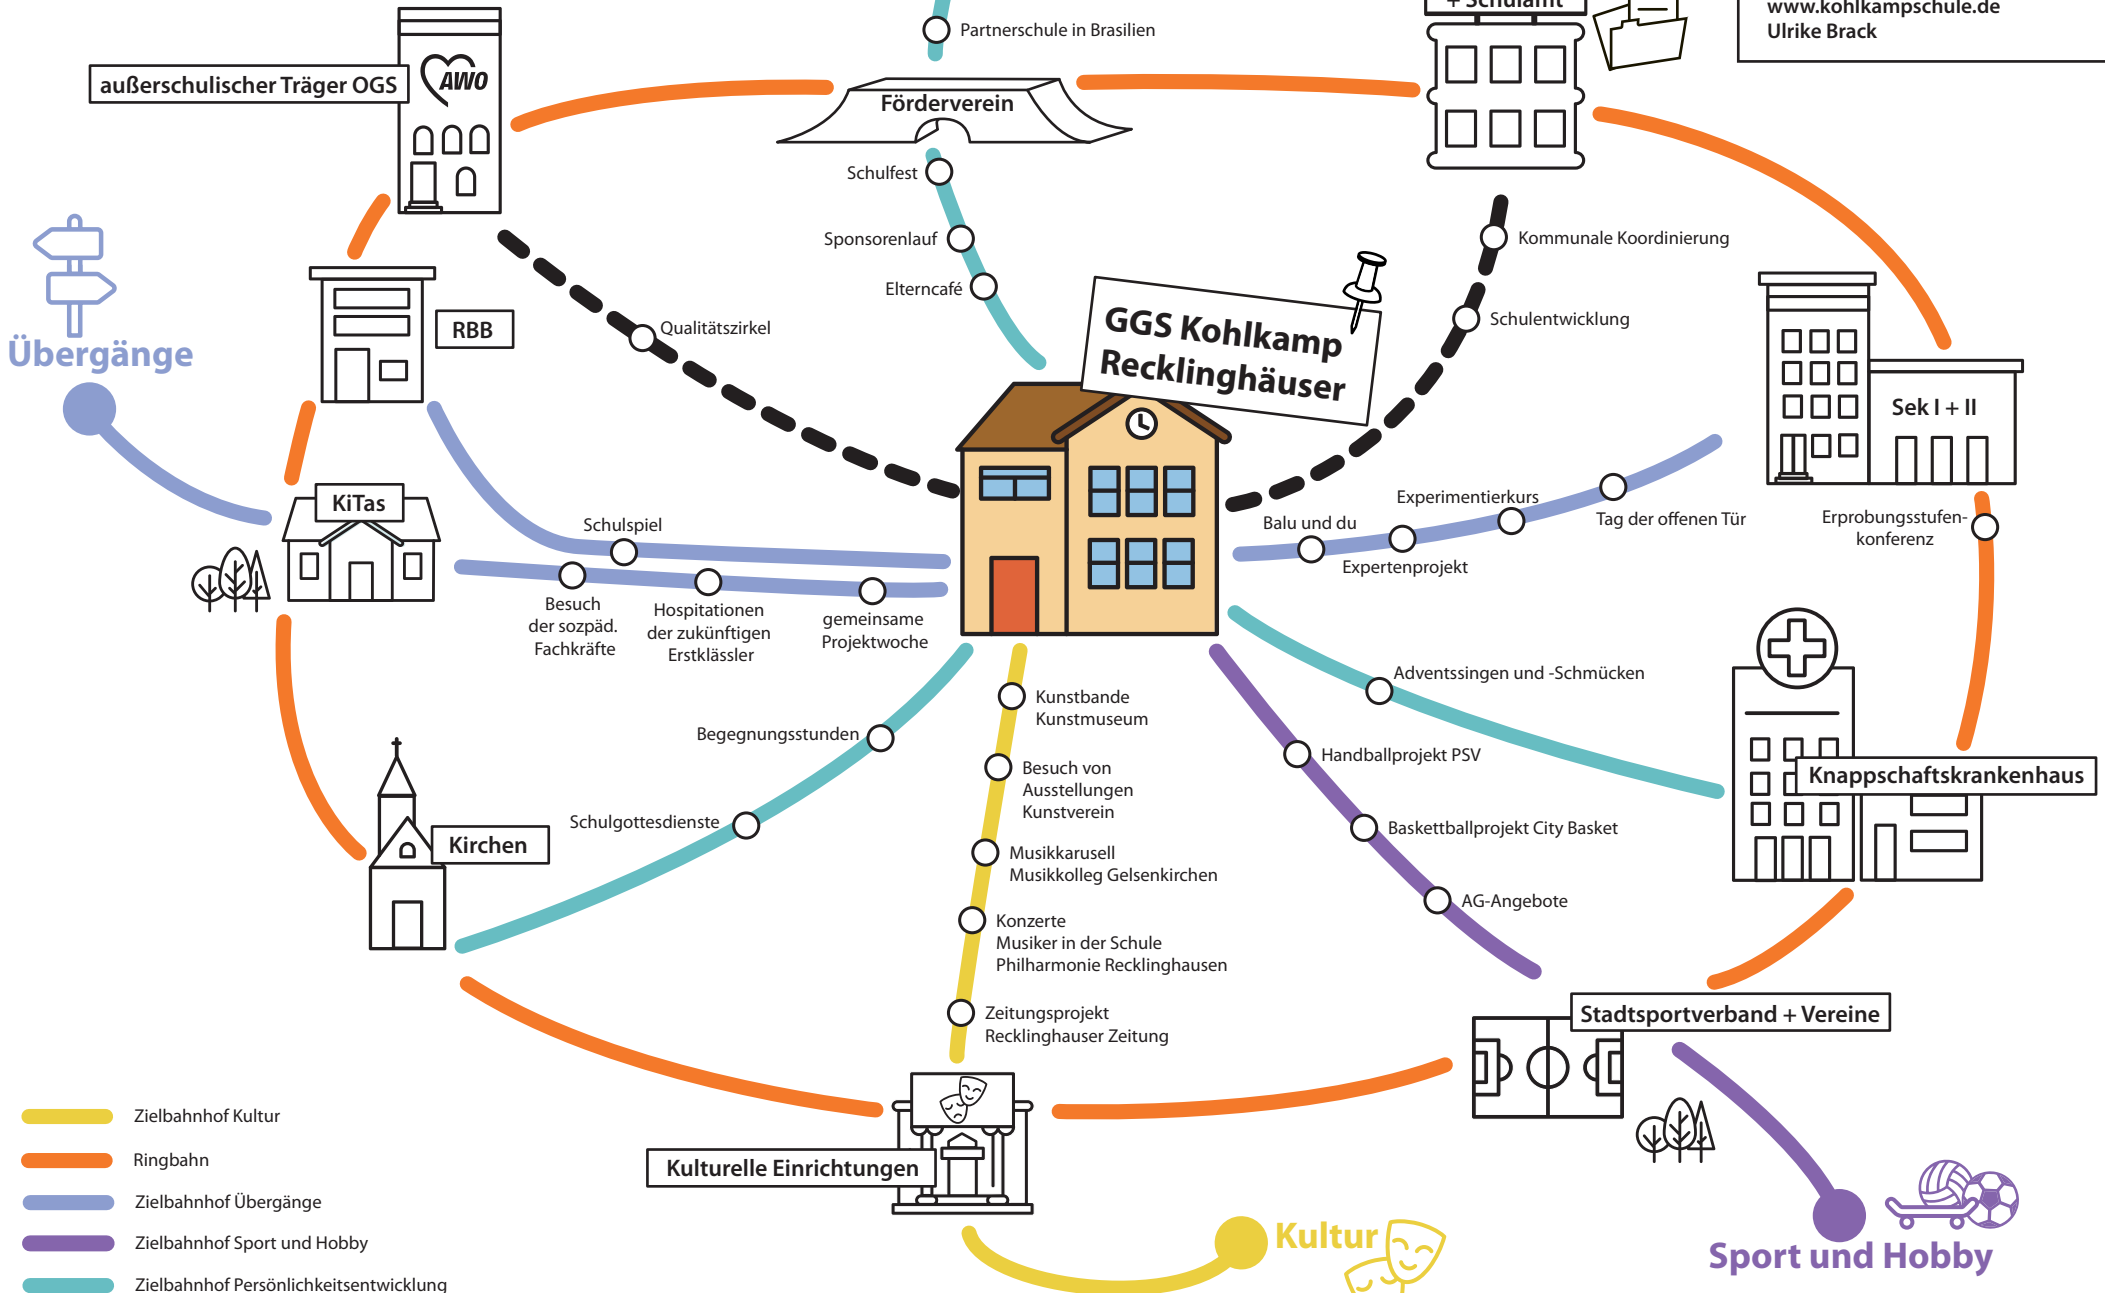 + Schulamt
www.kohlkampschule.de
Ulrike Brack
Partnerschule in Brasilien
außerschulischer Träger OGS
AWO
Förderverein
Schulfest
Sponsorenlauf
Elterncafé
Kommunale Koordinierung
Schulentwicklung
Qualitätszirkel
GGS Kohlkamp
Recklinghäuser
Übergänge
RBB
KiTas
Sek I + II
Schulspiel
Besuch
der sozpäd.
Fachkräfte
Hospitationen
der zukünftigen
Erstklässler
gemeinsame
Projektwoche
Balu und du
Expertenprojekt
Experimentierkurs
Tag der offenen Tür
Erprobungsstufen-
konferenz
Adventssingen und -Schmücken
Knappschaftskrankenhaus
Begegnungsstunden
Schulgottesdienste
Kirchen
Kunstbande
Kunstmuseum
Besuch von
Ausstellungen
Kunstverein
Musikkarusell
Musikkolleg Gelsenkirchen
Konzerte
Musiker in der Schule
Philharmonie Recklinghausen
Zeitungsprojekt
Recklinghauser Zeitung
Handballprojekt PSV
Baskettballprojekt City Basket
AG-Angebote
Stadtsportverband + Vereine
Kulturelle Einrichtungen
Kultur
Sport und Hobby
Zielbahnhof Kultur
Ringbahn
Zielbahnhof Übergänge
Zielbahnhof Sport und Hobby
Zielbahnhof Persönlichkeitsentwicklung